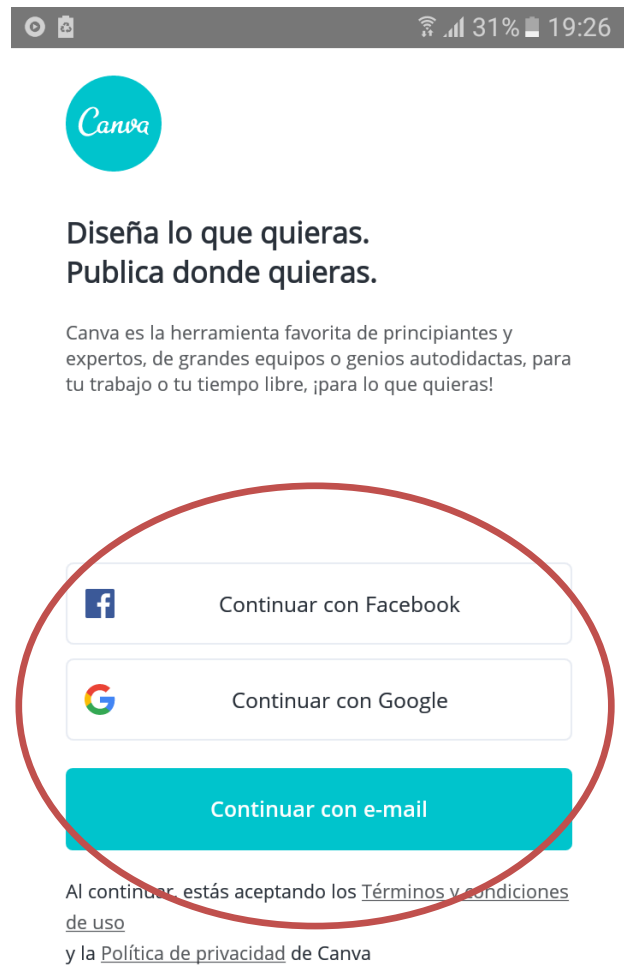 31% 19:26
Canva
Diseña lo que quieras.
Publica donde quieras.
Canva es la herramienta favorita de principiantes y
expertos, de grandes equipos o genios autodidactas, para
tu trabajo o tu tiempo libre, ¡para lo que quieras!
Continuar con Facebook
Continuar con Google
Continuar con e-mail
Al continuar, estás aceptando los Términos y condiciones
de uso
y la Política de privacidad de Canva